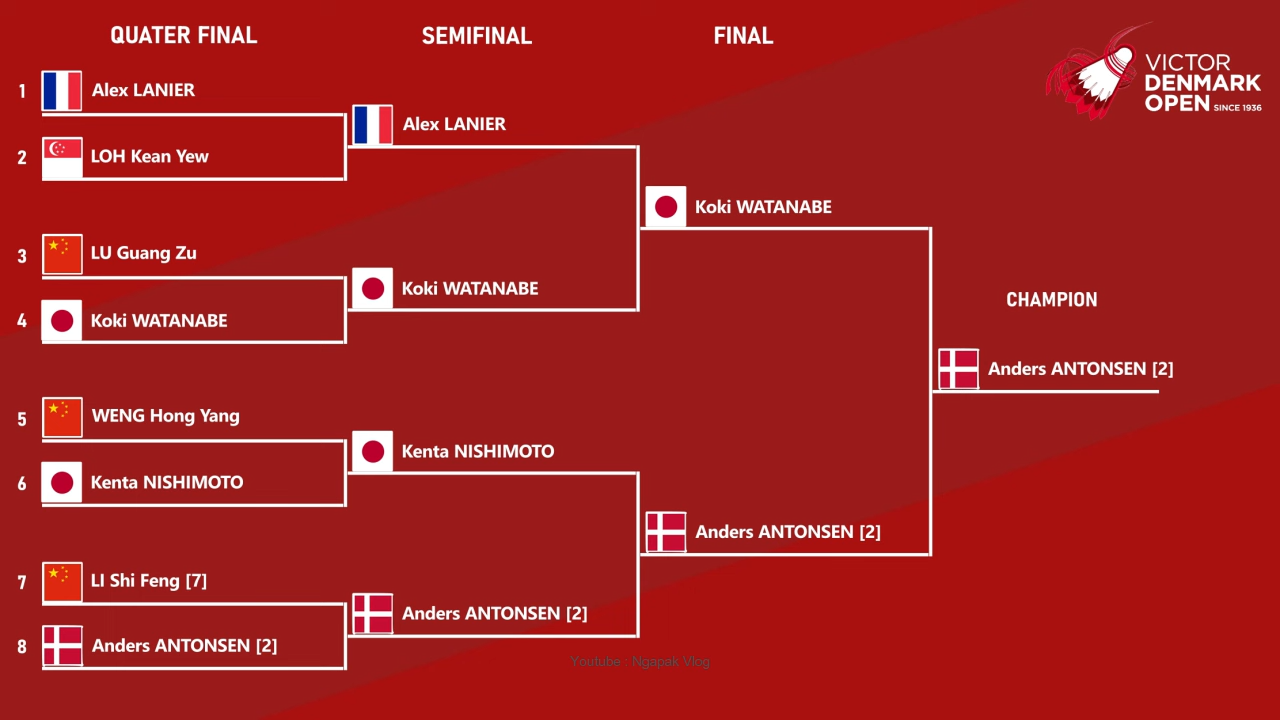 QUATER FINAL
SEMIFINAL
FINAL
VICTOR
DENMARK
OPEN SINCE 1936
1 Alex LANIER
2 LOH Kean Yew
Alex LANIER
3 LU Guang Zu
4 Koki WATANABE
Koki WATANABE
Koki WATANABE
5 WENG Hong Yang
6 Kenta NISHIMOTO
Kenta NISHIMOTO
7 LI Shi Feng [7]
8 Anders ANTONSEN [2]
Anders ANTONSEN [2]
Anders ANTONSEN [2]
CHAMPION
Anders ANTONSEN [2]
Youtube : Ngapak Vlog